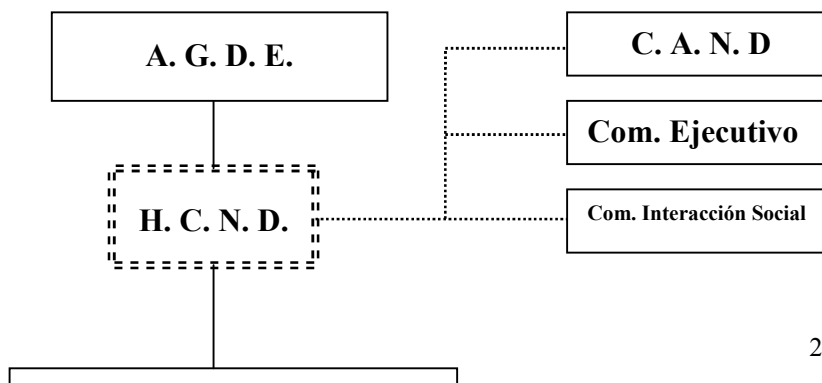 A. G. D. E.
C. A. N. D
Com. Ejecutivo
H. C. N. D.
Com. Interacción Social
2